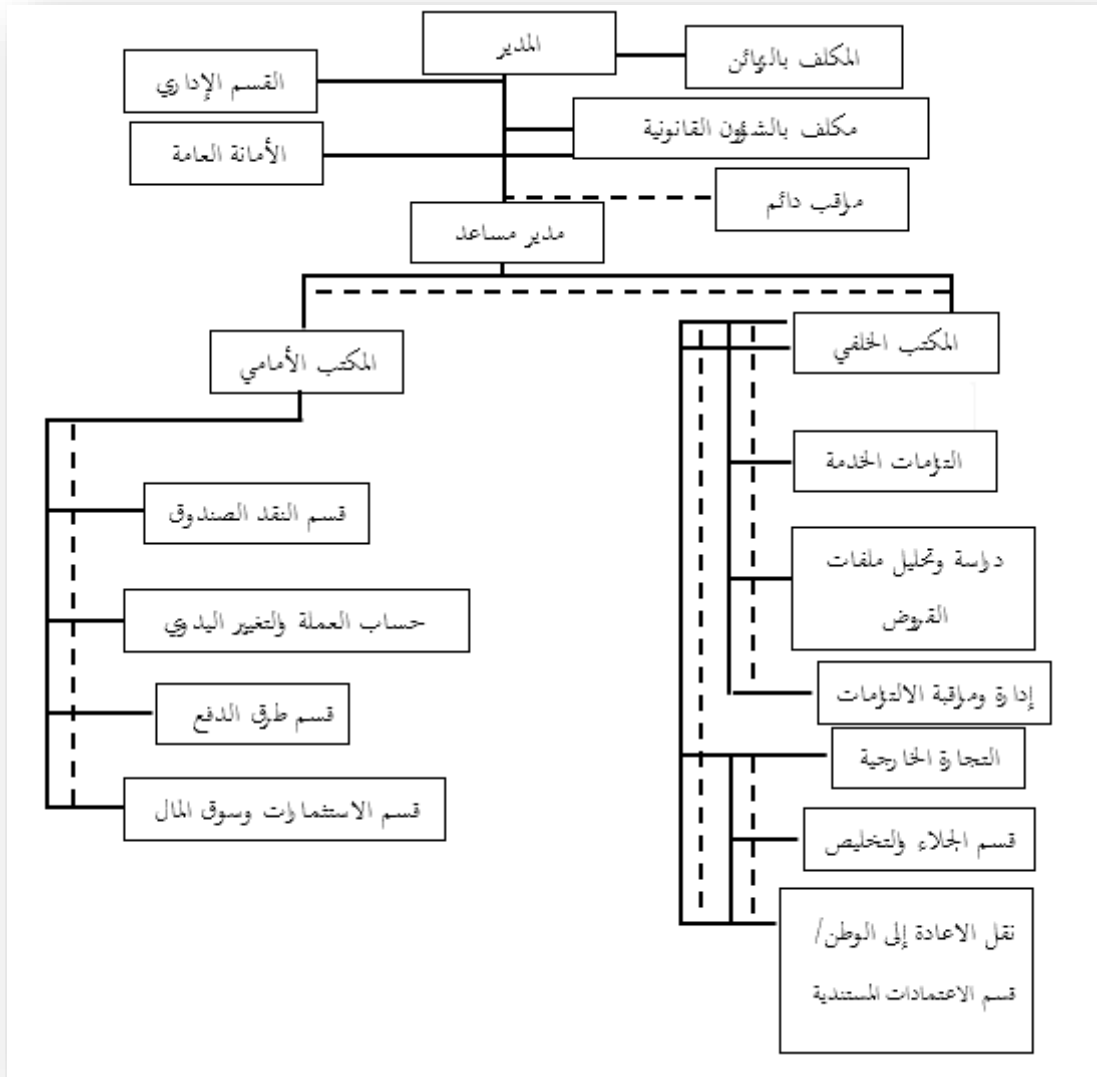 المدير
المكلف بالزبائن
القسم الإداري
مكلف بالشؤون القانونية
الأمانة العامة
مراقب دائم
مدير مساعد
المكتب الخلفي
المكتب الأمامي
التزامات الخدمة
قسم النقد الصندوق
دراسة وتحليل ملفات
القروض
حساب العملة والتغيير اليدوي
إدارة ومراقبة الالتزامات
قسم طرق الدفع
التجارة الخارجية
قسم الاستثمارات وسوق المال
قسم الجلاء والتخليص
نقل الاعادة إلى الوطن/
قسم الاعتمادات المستندية